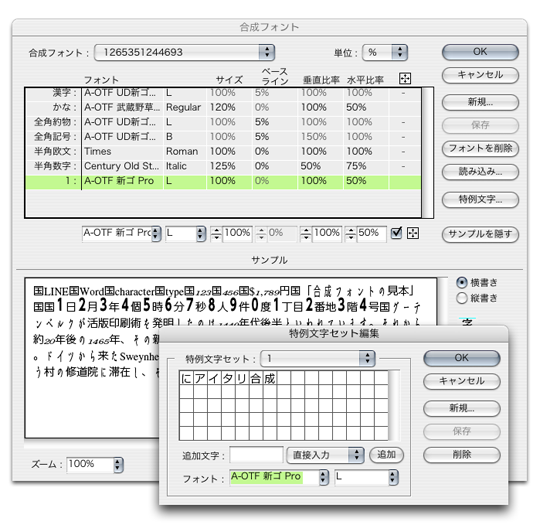 合成フォント
合成フォント： 1265351244693 単位： % OK
キャンセル
フォント サイズ ベースライン 垂直比率 水平比率
漢字： A-OTF UD新ゴ... L 100% 5% 100% 100% -
かな： A-OTF 武蔵野草... Regular 120% 0% 100% 50%
全角約物： A-OTF UD新ゴ... L 100% 5% 100% 100% -
全角記号： A-OTF UD新ゴ... B 100% 5% 150% 100% -
半角欧文： Times Roman 100% 0% 100% 100% -
半角数字： Century Old St... Italic 125% 0% 50% 75% -
1： A-OTF 新ゴ Pro L 100% 0% 100% 50%
新規...
保存
フォントを削除
読み込み...
特例文字...
A-OTF 新ゴ Prc L 100% 0% 100% 50% サンプルを隠す
サンプル
国LINE国Word国character国type国123国456国$1,789円国「合成フォントの見本」
国国1日2月3年4個5時6分7秒8人9件0度1丁目2番地3階4号国グーテ
ンベルクが活版印刷術を発明したのは1440年代後半といわれています。それから
約20年後の1465年、その
。ドイツから来たSweynhe
う村の修道院に滞在し、
横書き
縦書き
字
ズーム： 100%
特例文字セット編集
特例文字セット： 1 OK
にアイタリ合成 キャンセル
新規...
保存
追加文字： 直接入力 追加 削除
フォント： A-OTF 新ゴ Pro L